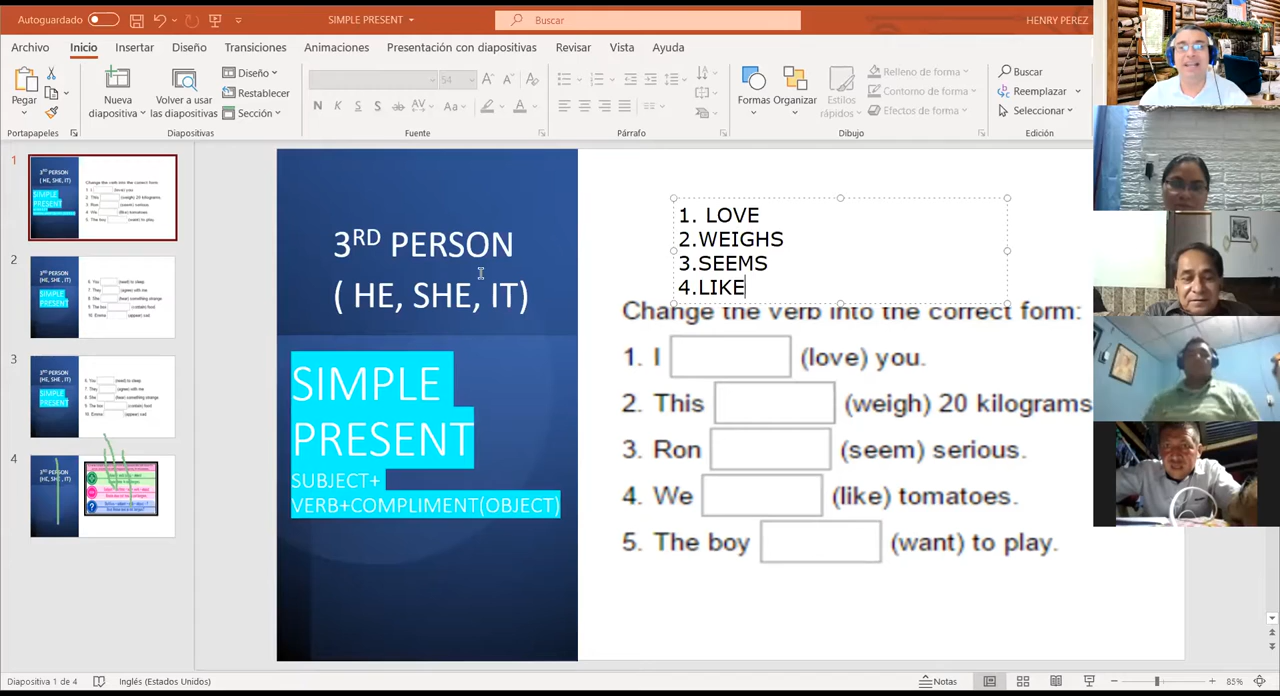 Autoguardado
SIMPLE PRESENT
Buscar
HENRY PEREZ
Archivo Inicio Insertar Diseño Transiciones Animaciones Presentación con diapositivas Revisar Vista Ayuda
Pegar
Nueva diapositiva
Volver a usar las diapositivas
Diseño
Restablecer
Sección
54
Formas
Organizar
Estilos rápidos
Relleno de forma
Contorno de forma
Efectos de forma
Buscar
Reemplazar
Seleccionar
Portapapeles
Diapositivas
Fuente
Párrafo
Dibujo
Edición
1
2
3
4
3RD PERSON
( HE, SHE, IT)
SIMPLE
PRESENT
SUBJECT+
VERB+COMPLIMENT(OBJECT)
1. LOVE
2.WEIGHS
3.SEEMS
4.LIKE
Change the verb into the correct form:
1. I (love) you.
2. This (weigh) 20 kilograms
3. Ron (seem) serious.
4. We (like) tomatoes.
5. The boy (want) to play.
Diapositiva 1 de 4
Inglés (Estados Unidos)
Notas
85%